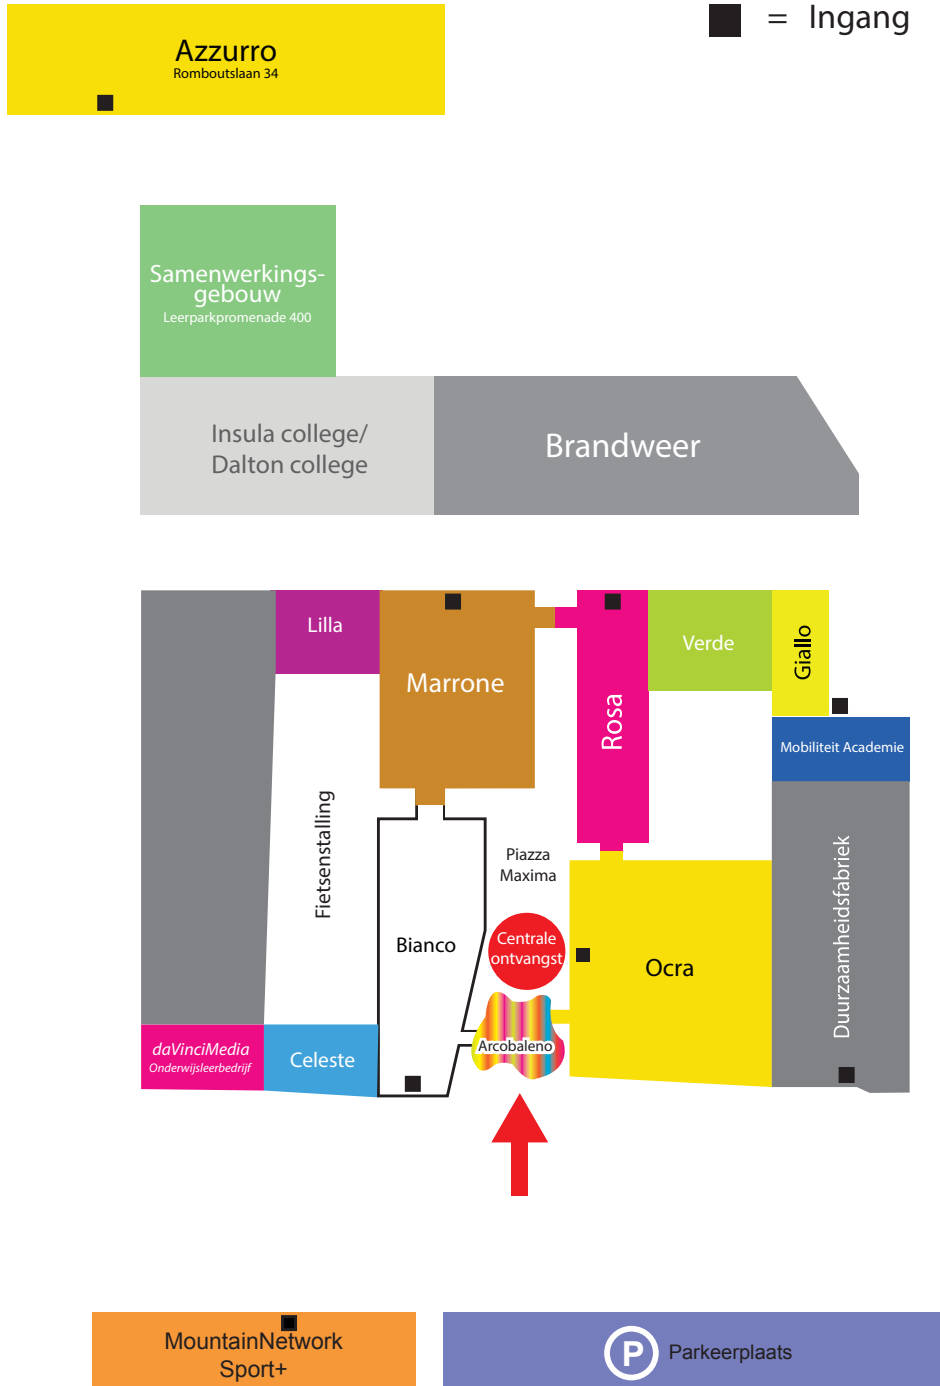 = Ingang
Azzurro
Romboutslaan 34
Samenwerkings-
gebouw
Leerparkpromenade 400
Insula college/
Dalton college
Brandweer
Lilla
Marrone
Rosa
Verde
Giallo
Mobiliteit Academie
Fietsenstalling
Piazza
Maxima
Bianco
Centrale
ontvangst
Ocra
Duurzaamheidsfabriek
Arcobaleno
daVinciMedia
Onderwijsleerbedrijf
Celeste
MountainNetwork
Sport+
P Parkeerplaats